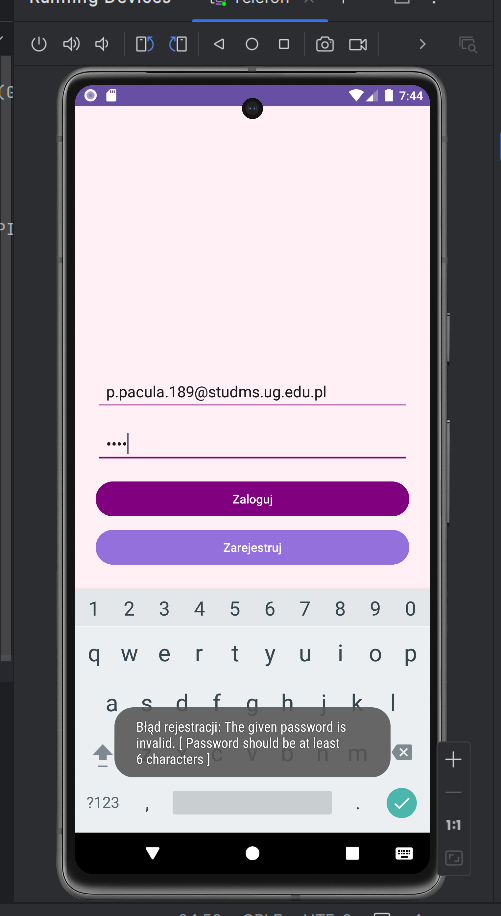 Running Devices
Telefon
7:44
p.pacula.189@studms.ug.edu.pl
••••
Zaloguj
Zarejestruj
1 2 3 4 5 6 7 8 9 0
q w e r t y u i o p
a s d f g h j k l
Błąd rejestracji: The given password is
invalid. [ Password should be at least
6 characters ]
c v b n m
?123 , .
1:1